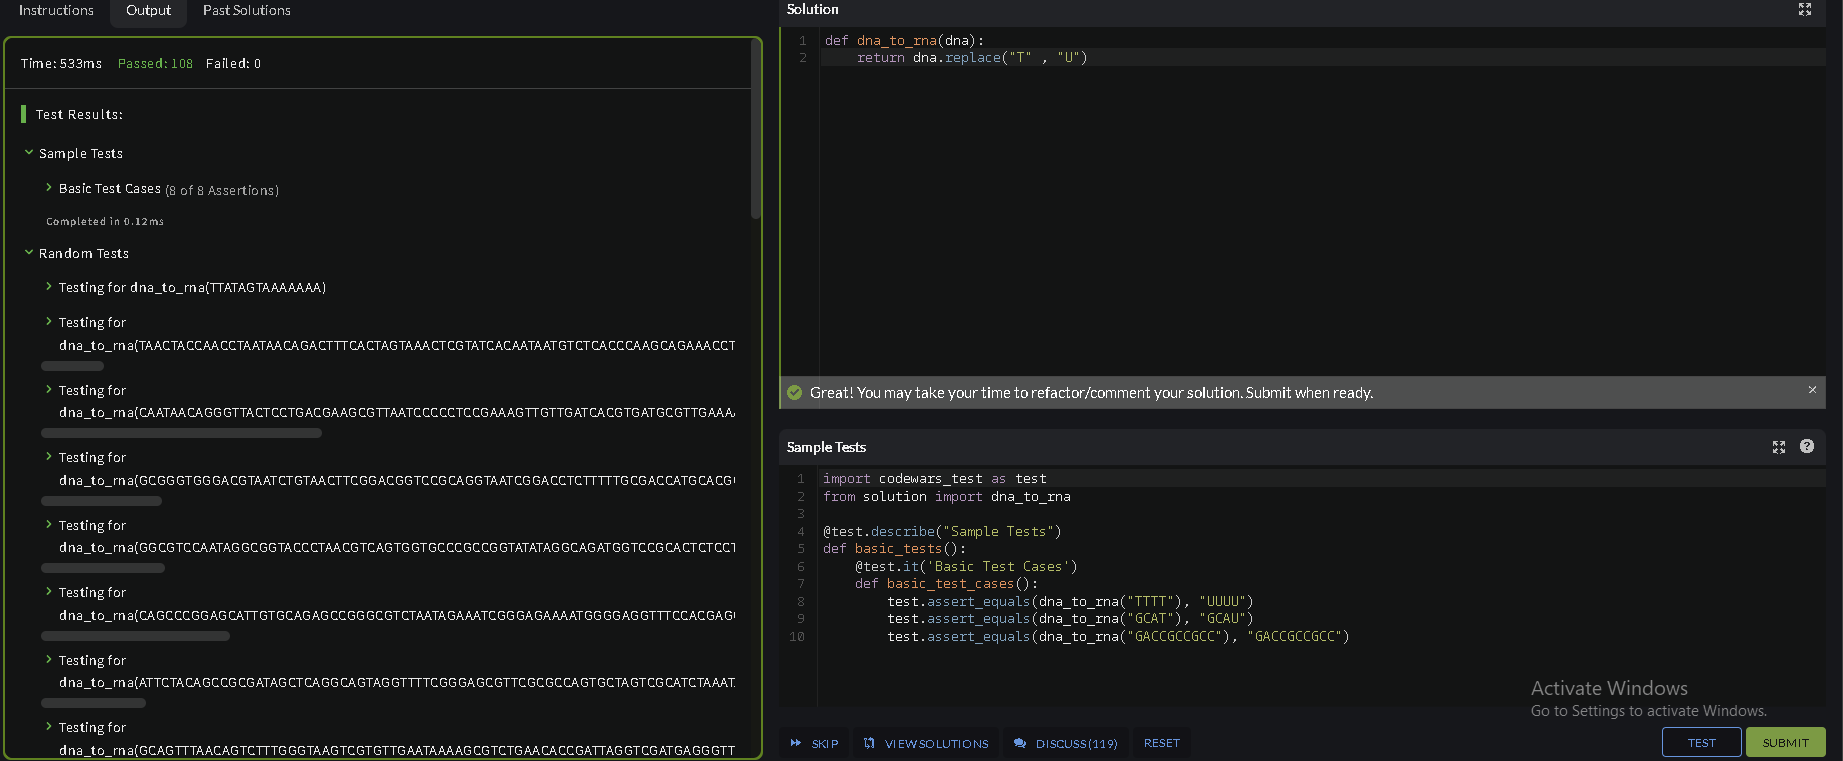 Instructions
Output
Past Solutions
Time: 533ms Passed: 108 Failed: 0
Test Results:
Sample Tests
Basic Test Cases (8 of 8 Assertions)
Completed in 0.12ms
Random Tests
Testing for dna_to_rna(TTATAGTAAAAAAA)
Testing for
dna_to_rna(TAACTACCAACCTAATAACAGACTTTCACTAGTAAACTCGTATCACAATAATGTCTCACCCAAGCAGAAACCT
Testing for
dna_to_rna(CAATAACAGGGTTACTCCTGACGAAGCGTTAATCCCCCTCCGAAAGTTGTTGATCACGTGATGCGTTGAAA
Testing for
dna_to_rna(GCGGGTGGGACGTAATCTGTAACTTCGGACGGTCCGCAGGTAATCGGACCTCTTTTTGCGACCATGCACG
Testing for
dna_to_rna(GGCGTCCAATAGGCGGTACCCTAACGTCAGTGGTGCCCGCCGGTATATAGGCAGATGGTCCGCACTCTCCT
Testing for
dna_to_rna(CAGCCCGGAGCATTGTGCAGAGCCGGGCGTCTAATAGAAATCGGGAGAAAATGGGGAGGTTTCCACGAG
Testing for
dna_to_rna(ATTCTACAGCCGCGATAGCTCAGGCAGTAGGTTTTCGGGAGCGTTCGCGCCAGTGCTAGTCGCATCTAAAT
Testing for
dna_to_rna(GCAGTTTAACAGTCTTTGGGTAAGTCGTGTTGAATAAAAGCGTCTGAACACCGATTAGGTCGATGAGGGTT
Solution
1 def dna_to_rna(dna):
2 return dna.replace("T" , "U")
Great! You may take your time to refactor/comment your solution. Submit when ready.
Sample Tests
1 import codewars_test as test
2 from solution import dna_to_rna
3
4 @test.describe("Sample Tests")
5 def basic_tests():
6 @test.it('Basic Test Cases')
7 def basic_test_cases():
8 test.assert_equals(dna_to_rna("TTTT"), "UUUU")
9 test.assert_equals(dna_to_rna("GCAT"), "GCAU")
10 test.assert_equals(dna_to_rna("GACCGCCGCC"), "GACCGCCGCC")
Activate Windows
Go to Settings to activate Windows.
SKIP
VIEW SOLUTIONS
DISCUSS (119)
RESET
TEST
SUBMIT